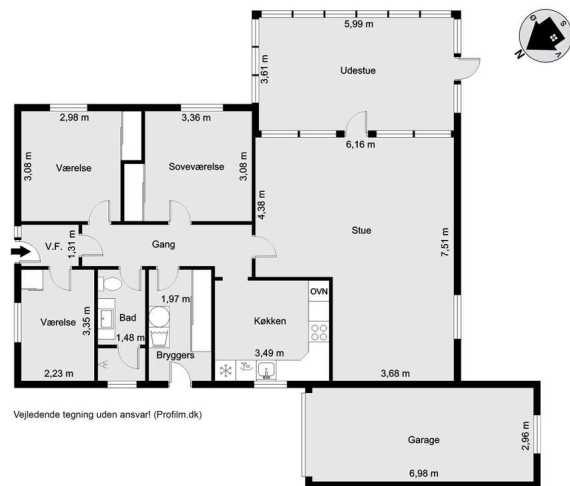 5,99 m
3,61 m
Udestue
Ø
S
N
V
2,98 m
3,36 m
6,16 m
3,08 m
Værelse
Soveværelse
3,08 m
4,38 m
Stue
7,51 m
V.F.
1,31 m
Gang
Værelse
3,35 m
2,23 m
Bad
1,48 m
1,97 m
Bryggers
Køkken
3,49 m
OVN
3,68 m
Vejledende tegning uden ansvar! (Profilm.dk)
Garage
2,96 m
6,98 m